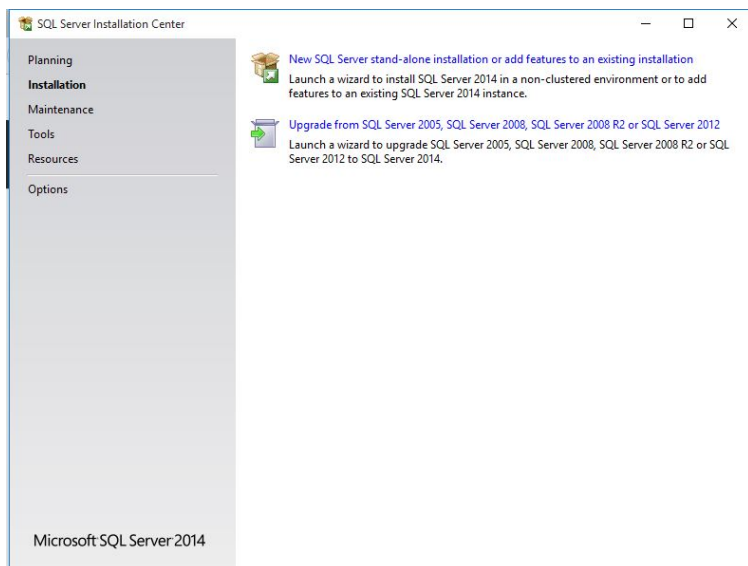 SQL Server Installation Center
Planning
Installation
Maintenance
Tools
Resources
Options
New SQL Server stand-alone installation or add features to an existing installation
Launch a wizard to install SQL Server 2014 in a non-clustered environment or to add
features to an existing SQL Server 2014 instance.
Upgrade from SQL Server 2005, SQL Server 2008, SQL Server 2008 R2 or SQL Server 2012
Launch a wizard to upgrade SQL Server 2005, SQL Server 2008, SQL Server 2008 R2 or SQL
Server 2012 to SQL Server 2014.
Microsoft SQL Server 2014